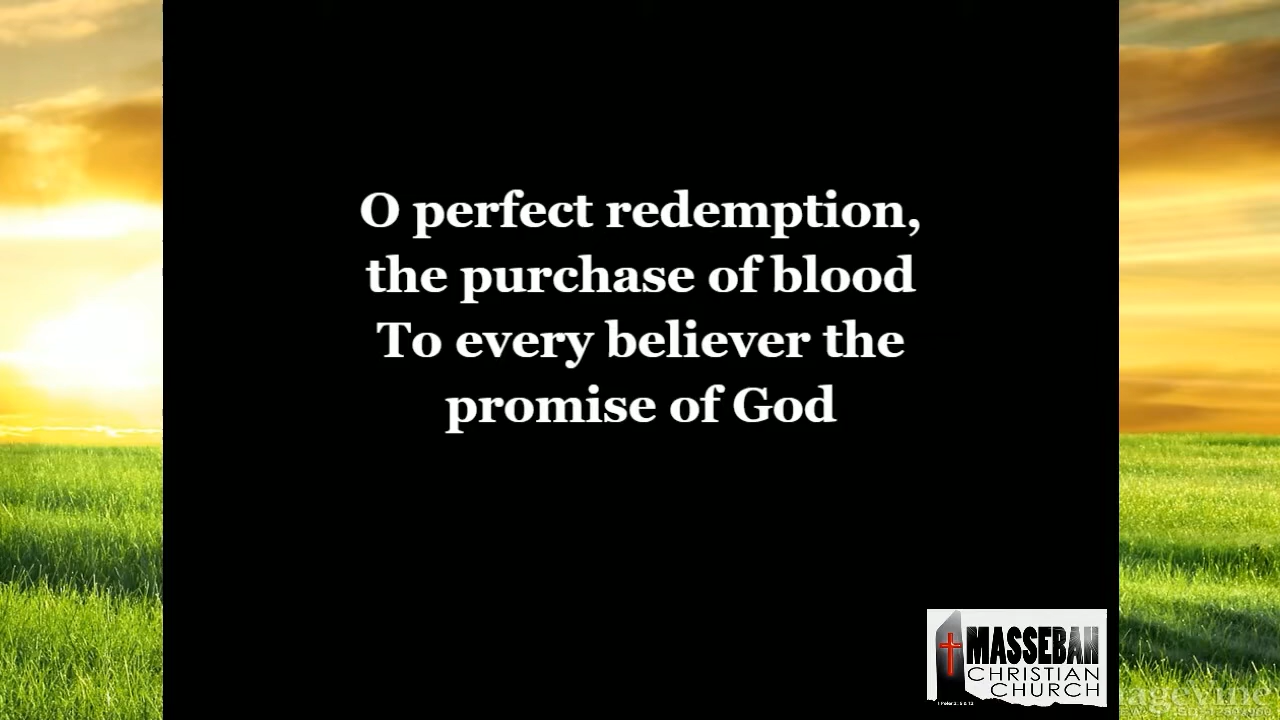 O perfect redemption,
the purchase of blood
To every believer the
promise of God
MASSEBAH
CHRISTIAN
CHURCH